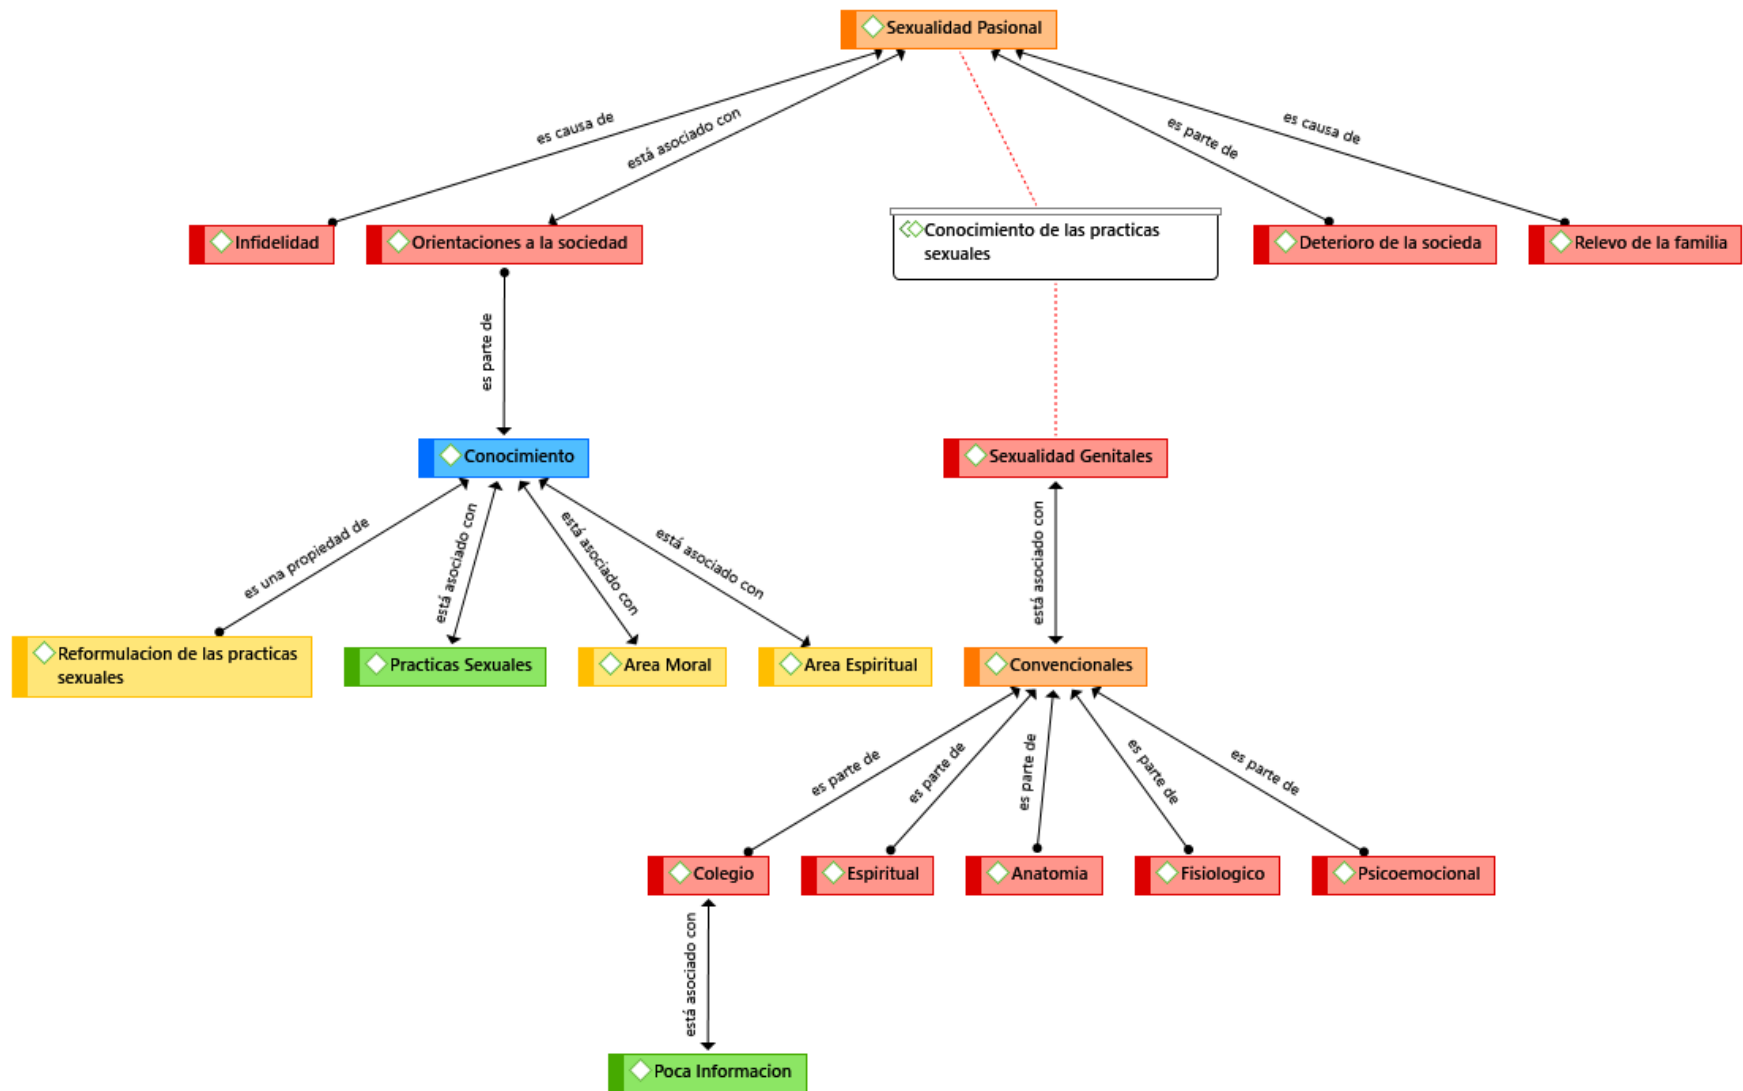 Sexualidad Pasional
es causa de
está asociado con
es parte de
es causa de
Infidelidad
Orientaciones a la sociedad
Conocimiento de las practicas
sexuales
Deterioro de la socieda
Relevo de la familia
es parte de
Conocimiento
Sexualidad Genitales
es una propiedad de
está asociado con
está asociado con
está asociado con
está asociado con
Reformulacion de las practicas
sexuales
Practicas Sexuales
Area Moral
Area Espiritual
Convencionales
es parte de
es parte de
es parte de
es parte de
es parte de
Colegio
Espiritual
Anatomia
Fisiologico
Psicoemocional
está asociado con
Poca Informacion